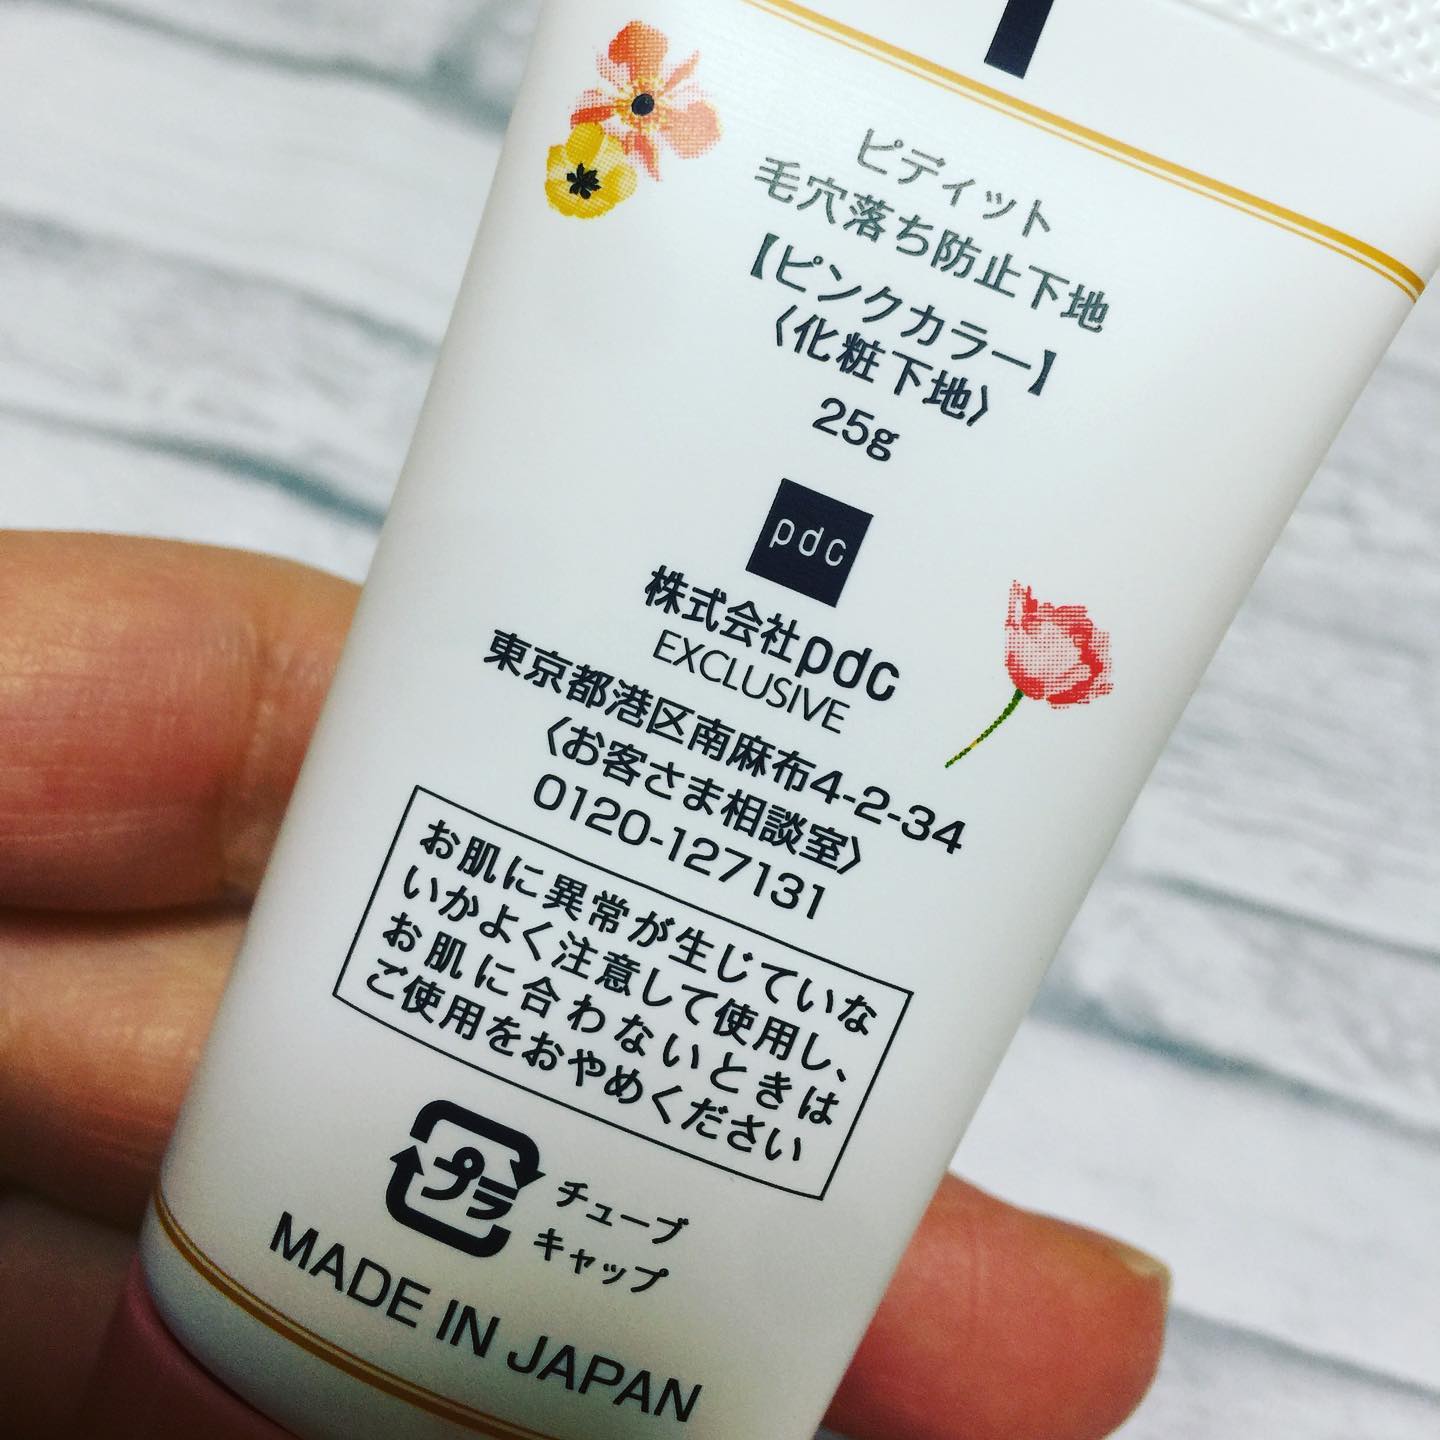 ピディット
毛穴落ち防止下地
【ピンクカラー】
〈化粧下地〉
25g
pdc
株式会社pdc
EXCLUSIVE
東京都港区南麻布4-2-34
〈お客さま相談室〉
0120-127131
お肌に異常が生じていな
いかよく注意して使用し、
お肌に合わないときは
ご使用をおやめください
プラ
チューブ
キャップ
MADE IN JAPAN